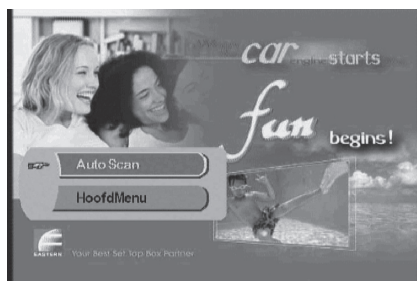 car starts
fun
begins!
Auto Scan
HoofdMenu
EASTERN
Your Best Set Top Box Partner